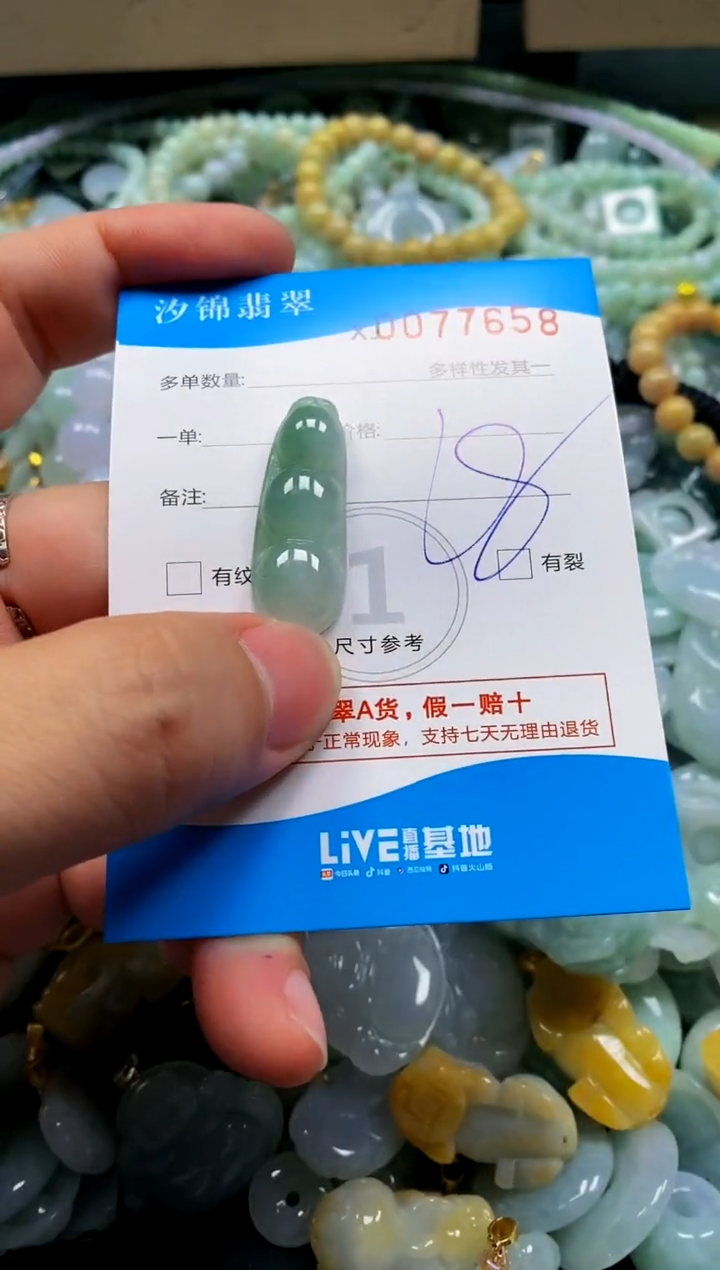 汐锦翡翠
XD0077658
多单数量:
多样性发其一
一单:
价格:
备注:
18
有纹
有裂
1
尺寸参考
翠A货，假一赔十
正常现象，支持七天无理由退货
LiVE直播基地
今日头条 抖音 西瓜视频 抖音火山版